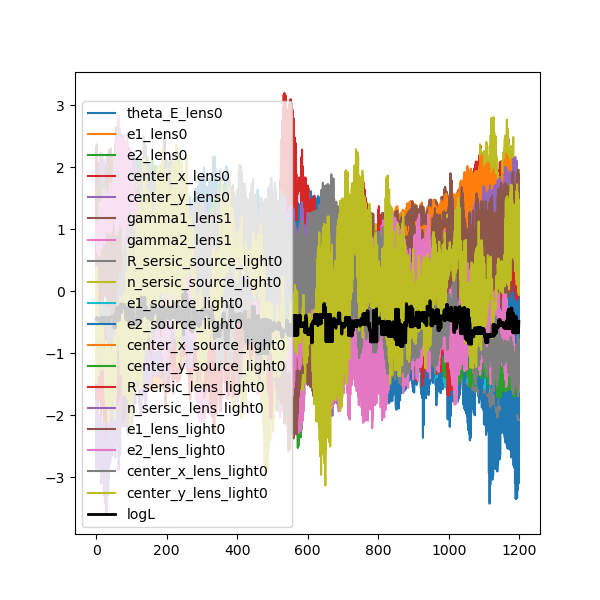 3
2
1
0
−1
−2
−3
theta_E_lens0
e1_lens0
e2_lens0
center_x_lens0
center_y_lens0
gamma1_lens1
gamma2_lens1
R_sersic_source_light0
n_sersic_source_light0
e1_source_light0
e2_source_light0
center_x_source_light0
center_y_source_light0
R_sersic_lens_light0
n_sersic_lens_light0
e1_lens_light0
e2_lens_light0
center_x_lens_light0
center_y_lens_light0
logL
0 200 400 600 800 1000 1200